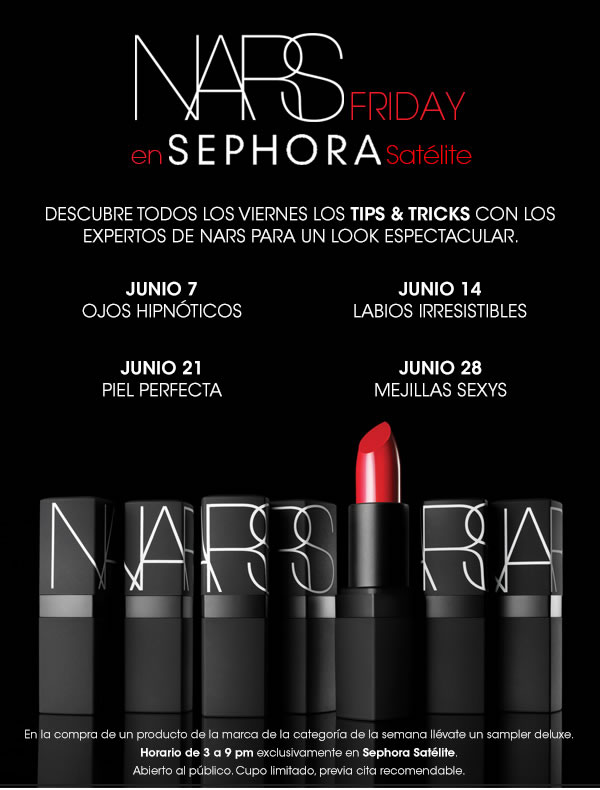 NARS FRIDAY
en SEPHORA Satélite
DESCUBRE TODOS LOS VIERNES LOS TIPS & TRICKS CON LOS
EXPERTOS DE NARS PARA UN LOOK ESPECTACULAR.
JUNIO 7
OJOS HIPNÓTICOS
JUNIO 14
LABIOS IRRESISTIBLES
JUNIO 21
PIEL PERFECTA
JUNIO 28
MEJILLAS SEXYS
NARS RS RS NA
En la compra de un producto de la marca de la categoría de la semana llévate un sampler deluxe.
Horario de 3 a 9 pm exclusivamente en Sephora Satélite.
Abierto al público. Cupo limitado, previa cita recomendable.